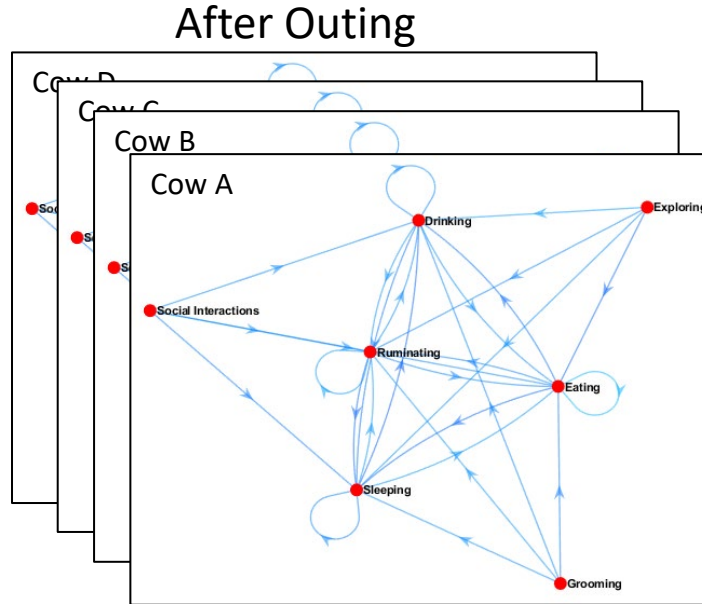 After Outing
Cow D
Cow C
Cow B
Cow A
Drinking
Exploring
Social Interactions
Ruminating
Eating
Sleeping
Grooming